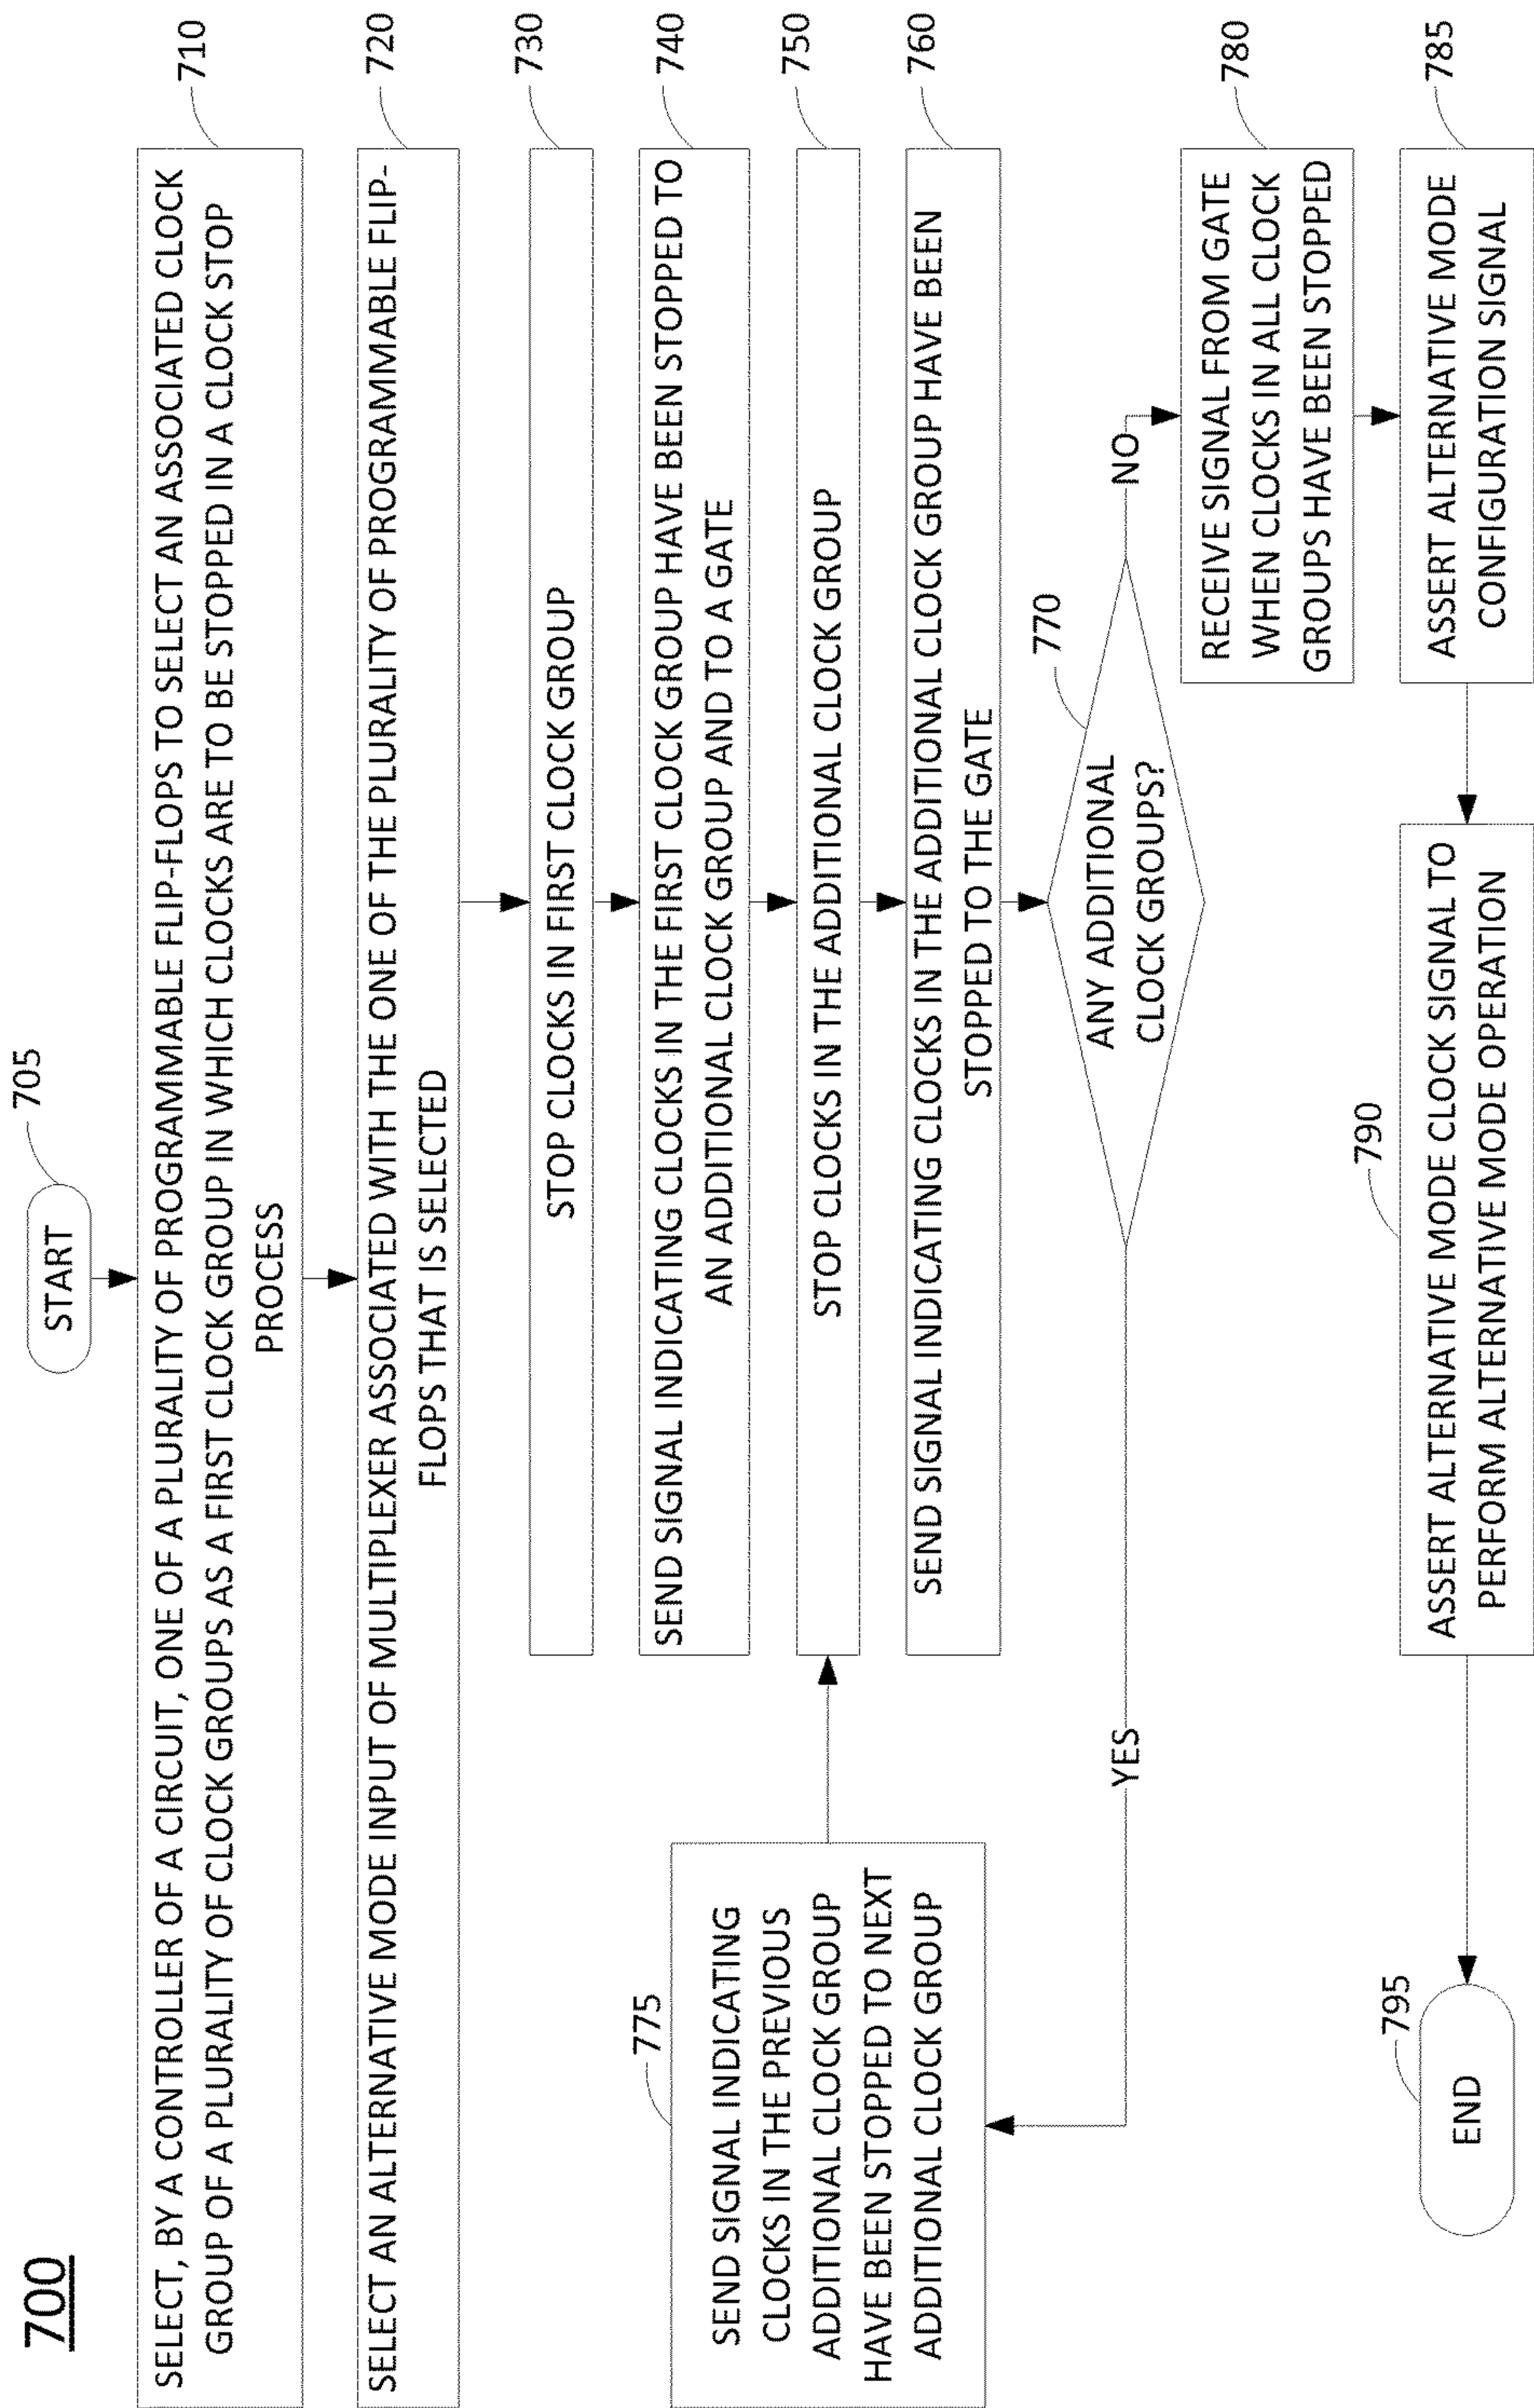 700
START
705
SELECT, BY A CONTROLLER OF A CIRCUIT, ONE OF A PLURALITY OF PROGRAMMABLE FLIP-FLOPS TO SELECT AN ASSOCIATED CLOCK
GROUP OF A PLURALITY OF CLOCK GROUPS AS A FIRST CLOCK GROUP IN WHICH CLOCKS ARE TO BE STOPPED IN A CLOCK STOP
PROCESS
710
SELECT AN ALTERNATIVE MODE INPUT OF MULTIPLEXER ASSOCIATED WITH THE ONE OF THE PLURALITY OF PROGRAMMABLE FLIP-
FLOPS THAT IS SELECTED
720
STOP CLOCKS IN FIRST CLOCK GROUP
730
SEND SIGNAL INDICATING CLOCKS IN THE FIRST CLOCK GROUP HAVE BEEN STOPPED TO
AN ADDITIONAL CLOCK GROUP AND TO A GATE
740
STOP CLOCKS IN THE ADDITIONAL CLOCK GROUP
750
SEND SIGNAL INDICATING CLOCKS IN THE ADDITIONAL CLOCK GROUP HAVE BEEN
STOPPED TO THE GATE
760
ANY ADDITIONAL
CLOCK GROUPS?
770
YES
NO
775
SEND SIGNAL INDICATING
CLOCKS IN THE PREVIOUS
ADDITIONAL CLOCK GROUP
HAVE BEEN STOPPED TO NEXT
ADDITIONAL CLOCK GROUP
RECEIVE SIGNAL FROM GATE
WHEN CLOCKS IN ALL CLOCK
GROUPS HAVE BEEN STOPPED
780
ASSERT ALTERNATIVE MODE
CONFIGURATION SIGNAL
785
790
ASSERT ALTERNATIVE MODE CLOCK SIGNAL TO
PERFORM ALTERNATIVE MODE OPERATION
795
END